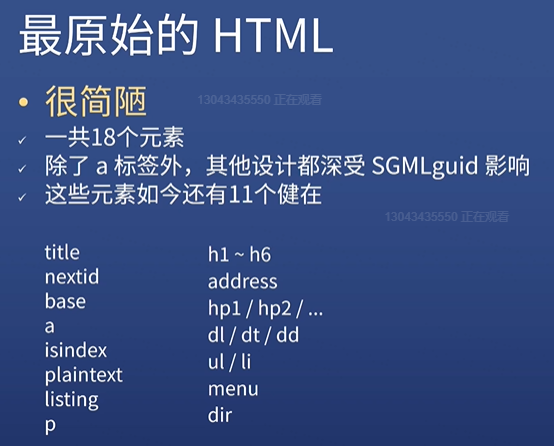 最原始的 HTML
• 很简陋
13043435550 正在观看
✓ 一共18个元素
✓ 除了 a 标签外，其他设计都深受 SGMLguid 影响
✓ 这些元素如今还有11个健在
13043435550 正在观看
title
nextid
base
a
isindex
plaintext
listing
p
h1 ~ h6
address
hp1 / hp2 / ...
dl / dt / dd
ul / li
menu
dir